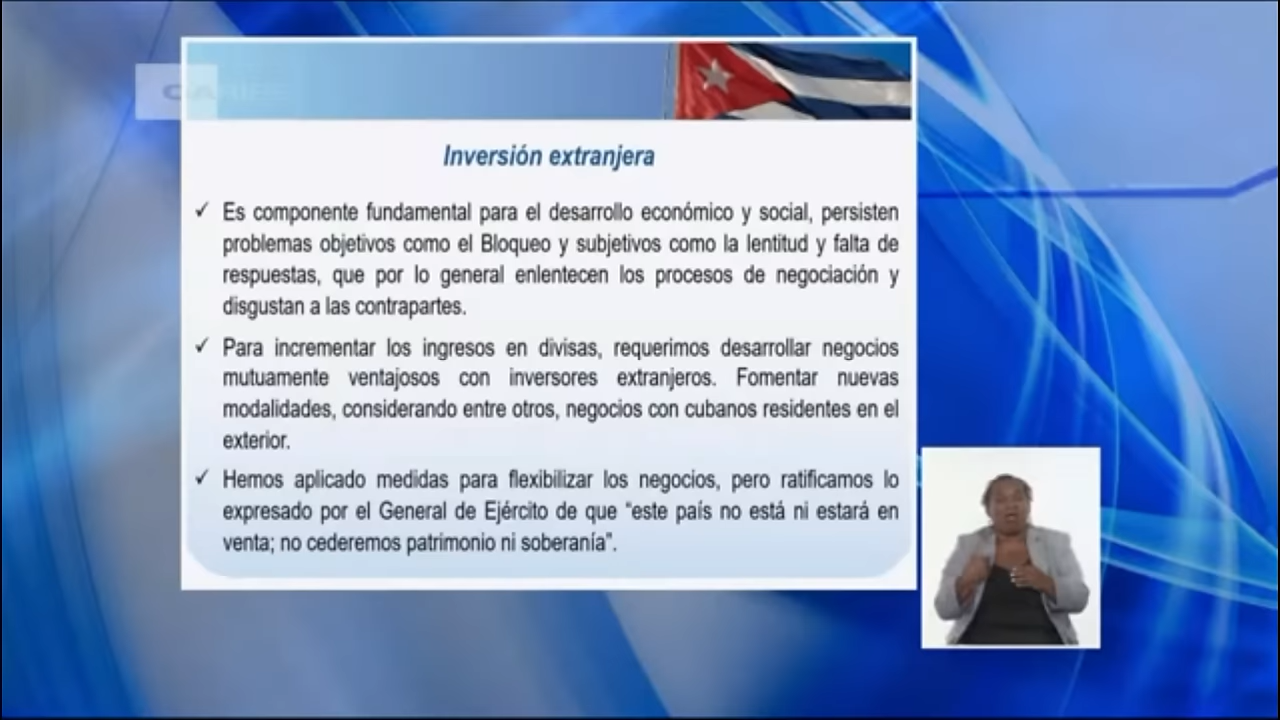 CARIBE
Inversión extranjera
✓ Es componente fundamental para el desarrollo económico y social, persisten
problemas objetivos como el Bloqueo y subjetivos como la lentitud y falta de
respuestas, que por lo general enlentecen los procesos de negociación y
disgustan a las contrapartes.
✓ Para incrementar los ingresos en divisas, requerimos desarrollar negocios
mutuamente ventajosos con inversores extranjeros. Fomentar nuevas
modalidades, considerando entre otros, negocios con cubanos residentes en el
exterior.
✓ Hemos aplicado medidas para flexibilizar los negocios, pero ratificamos lo
expresado por el General de Ejército de que “este país no está ni estará en
venta; no cederemos patrimonio ni soberanía”.